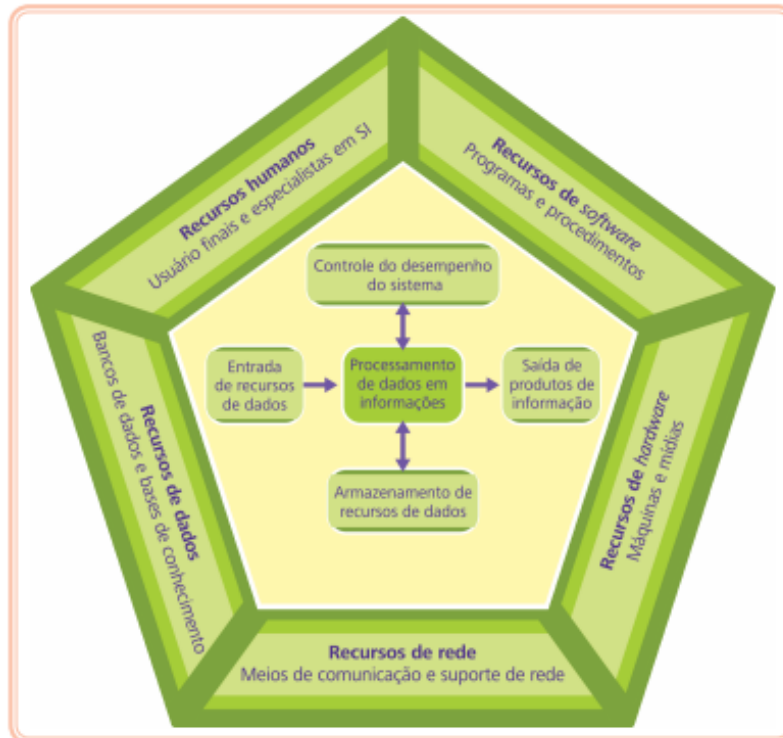 Recursos humanos
Usuário finais e especialistas em SI
Recursos de software
Programas e procedimentos
Controle do desempenho
do sistema
Entrada
de recursos
de dados
Processamento
de dados em
informações
Saída de
produtos de
informação
Armazenamento de
recursos de dados
Recursos de dados
Bancos de dados e bases de conhecimento
Recursos de hardware
Máquinas e mídias
Recursos de rede
Meios de comunicação e suporte de rede